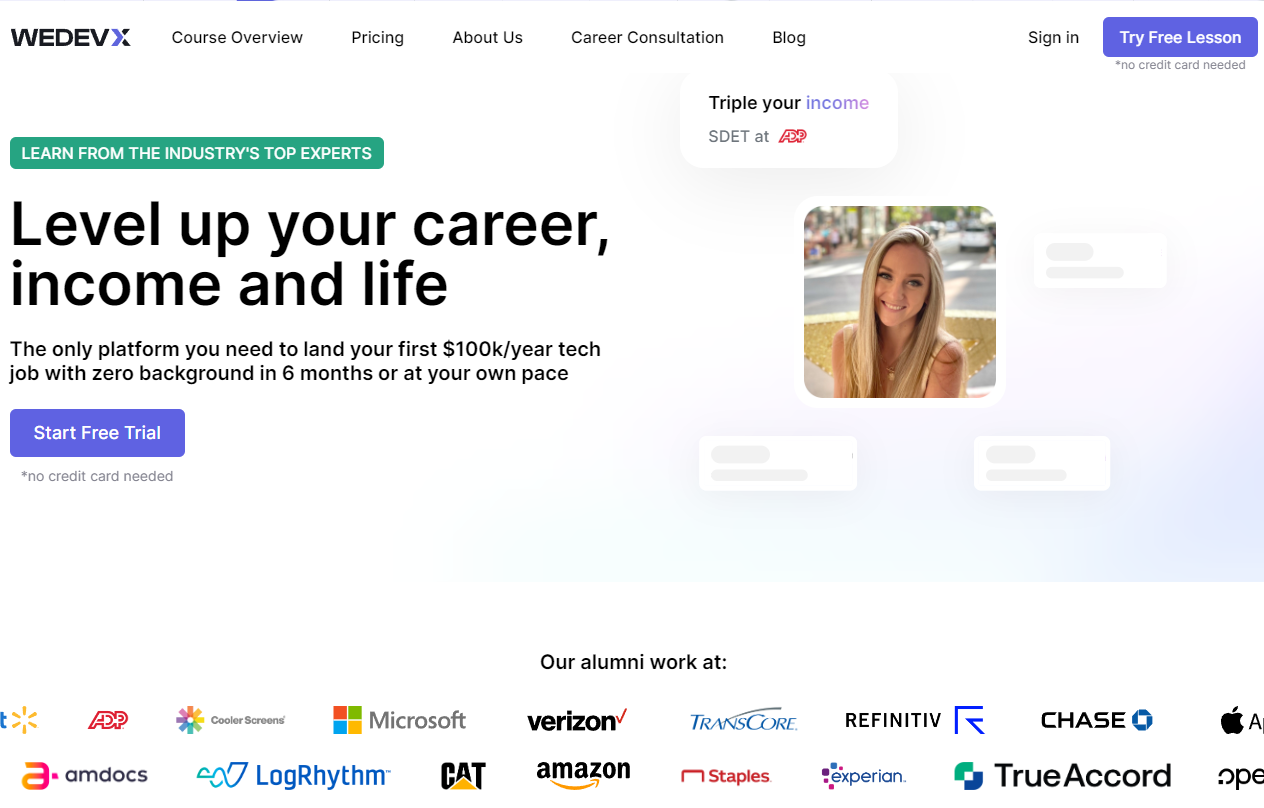 WEDEVX
Course Overview
Pricing
About Us
Career Consultation
Blog
Sign in
Try Free Lesson
*no credit card needed
Triple your income
SDET at ADP
LEARN FROM THE INDUSTRY'S TOP EXPERTS
Level up your career,
income and life
The only platform you need to land your first $100k/year tech
job with zero background in 6 months or at your own pace
Start Free Trial
*no credit card needed
Our alumni work at:
t ADP Cooler Screens Microsoft verizon TRANSCORE REFINITIV CHASE Ap
amdocs LogRhythm™ CAT amazon Staples. experian. TrueAccord ope